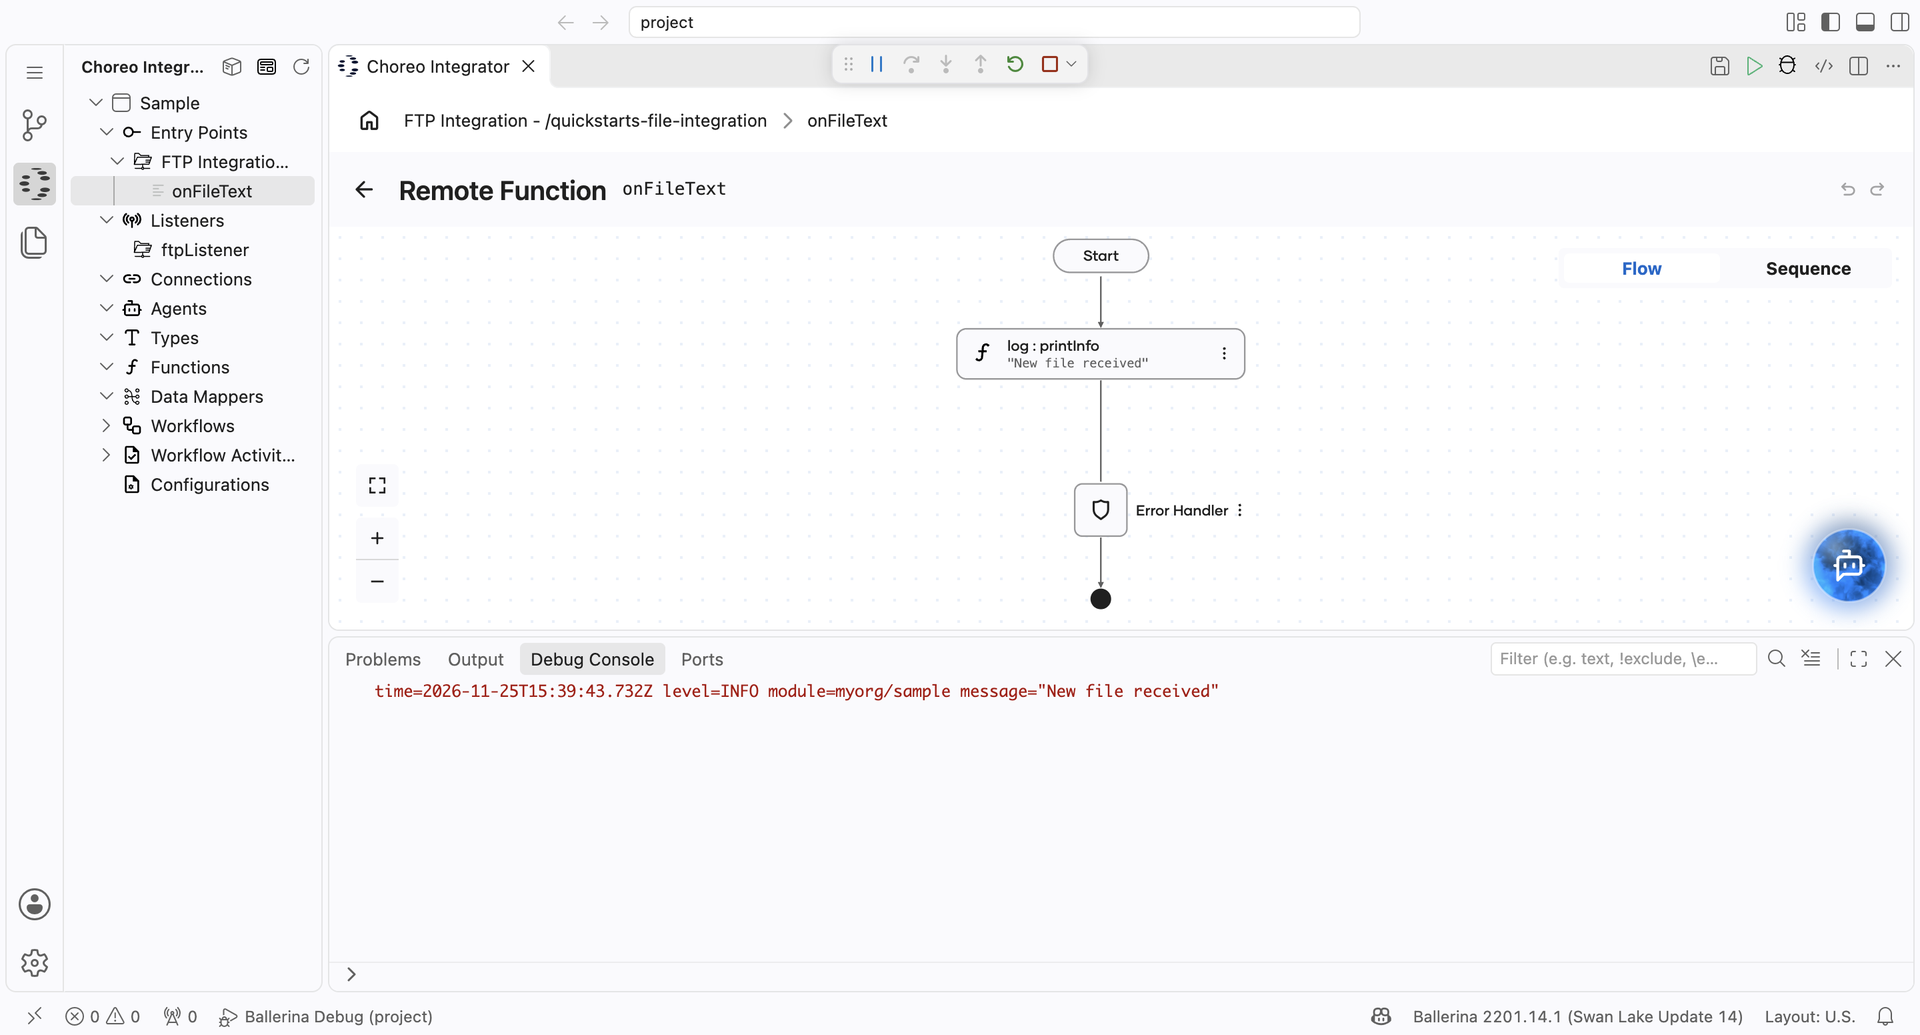 project
Choreo Integr...
Sample
Entry Points
FTP Integratio...
onFileText
Listeners
ftpListener
Connections
Agents
Types
Functions
Data Mappers
Workflows
Workflow Activit...
Configurations
Choreo Integrator
FTP Integration - /quickstarts-file-integration > onFileText
Remote Function onFileText
Flow Sequence
Start
log : printInfo
"New file received"
Error Handler
Problems Output Debug Console Ports
Filter (e.g. text, !exclude, \e...
time=2026-11-25T15:39:43.732Z level=INFO module=myorg/sample message="New file received"
0 0 0 Ballerina Debug (project)
Ballerina 2201.14.1 (Swan Lake Update 14) Layout: U.S.